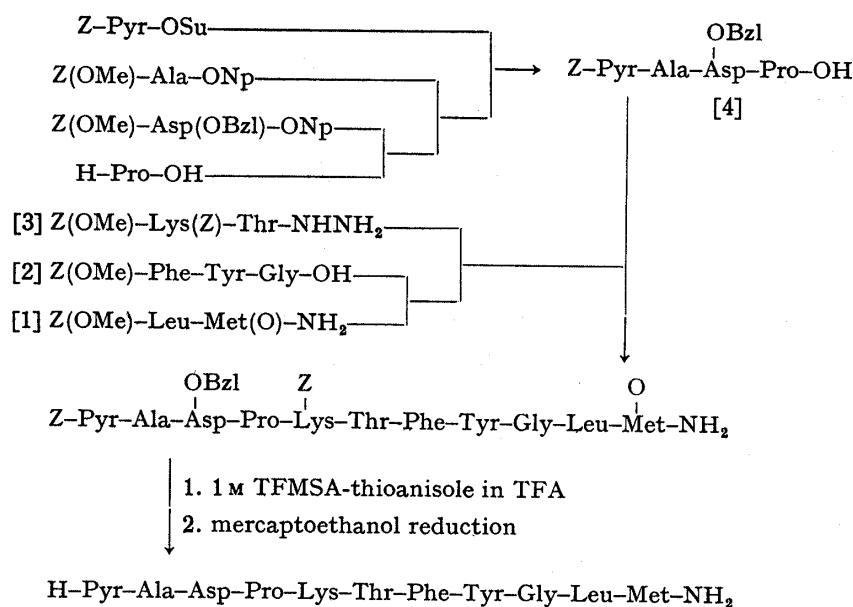 Z–Pyr–OSu
Z(OMe)–Ala–ONp
Z(OMe)–Asp(OBzl)–ONp
H–Pro–OH
OBzl
Z–Pyr–Ala–Asp–Pro–OH
[4]
[3] Z(OMe)–Lys(Z)–Thr–NHNH₂
[2] Z(OMe)–Phe–Tyr–Gly–OH
[1] Z(OMe)–Leu–Met(O)–NH₂
OBzl Z O
Z–Pyr–Ala–Asp–Pro–Lys–Thr–Phe–Tyr–Gly–Leu–Met–NH₂
1. 1M TFMSA-thioanisole in TFA
2. mercaptoethanol reduction
H–Pyr–Ala–Asp–Pro–Lys–Thr–Phe–Tyr–Gly–Leu–Met–NH₂